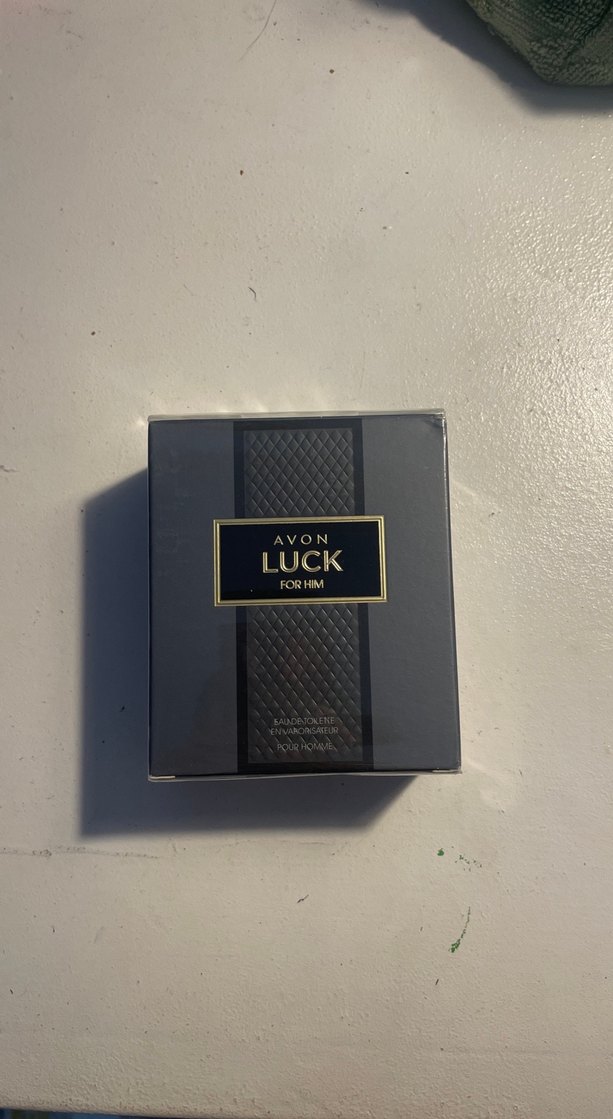 AVON
LUCK
FOR HIM
EAU DE TOILETTE
EN VAPORISATEUR
POUR HOMME